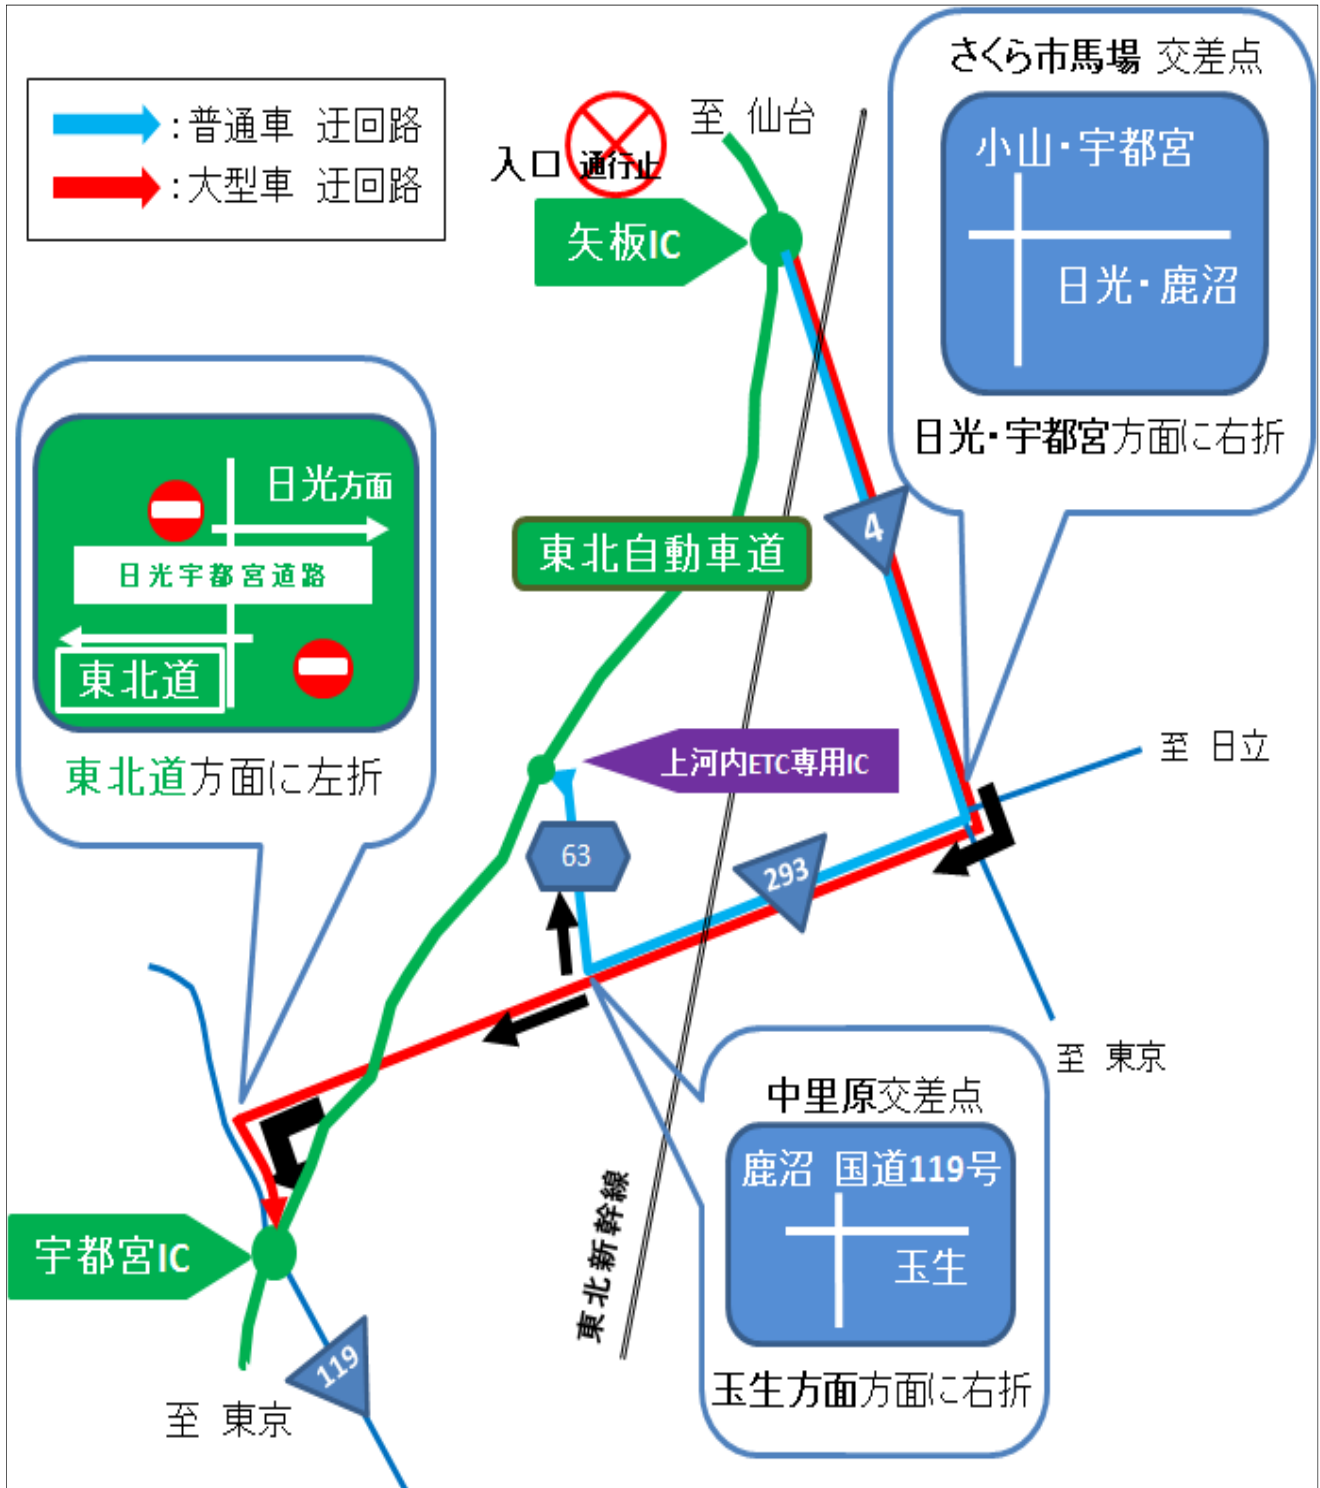 さくら市馬場 交差点
小山・宇都宮
日光・鹿沼
日光・宇都宮方面に右折
:普通車 迂回路
:大型車 迂回路
至 仙台
入口 通行止
矢板IC
日光方面
日光宇都宮道路
東北道
東北道方面に左折
4
東北自動車道
上河内ETC専用IC
至 日立
63
293
至 東京
中里原交差点
鹿沼 国道119号
玉生
玉生方面方面に右折
東北新幹線
宇都宮IC
119
至 東京